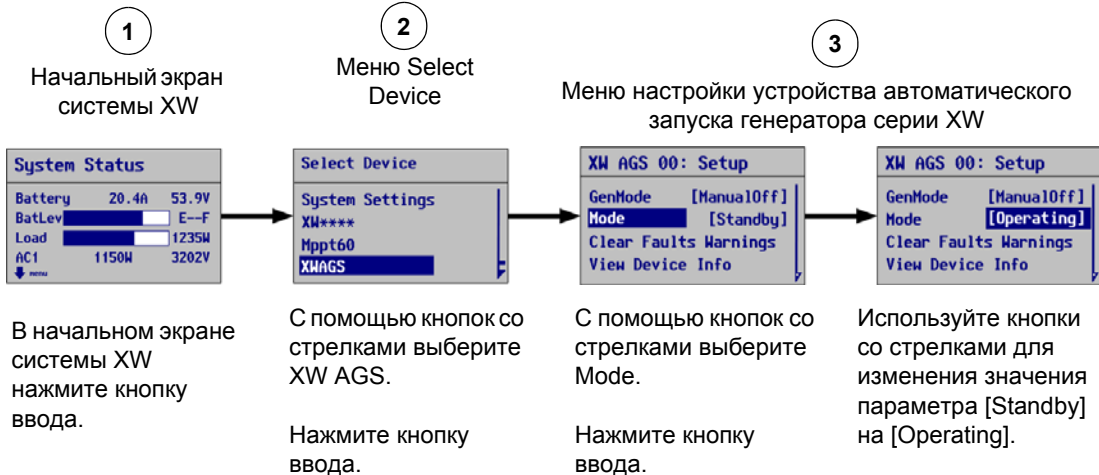 1
Начальный экран
системы XW
System Status
Battery 20.4A 53.9V
BatLev E--F
Load 1235W
AC1 1150W 3202V
menu
В начальном экране
системы XW
нажмите кнопку
ввода.
2
Меню Select
Device
Select Device
System Settings
XW****
Mppt60
XWAGS
С помощью кнопок со
стрелками выберите
XW AGS.
Нажмите кнопку
ввода.
3
Меню настройки устройства автоматического
запуска генератора серии XW
XW AGS 00: Setup
GenMode [ManualOff]
Mode [Standby]
Clear Faults Warnings
View Device Info
С помощью кнопок со
стрелками выберите
Mode.
Нажмите кнопку
ввода.
XW AGS 00: Setup
GenMode [ManualOff]
Mode [Operating]
Clear Faults Warnings
View Device Info
Используйте кнопки
со стрелками для
изменения значения
параметра [Standby]
на [Operating].